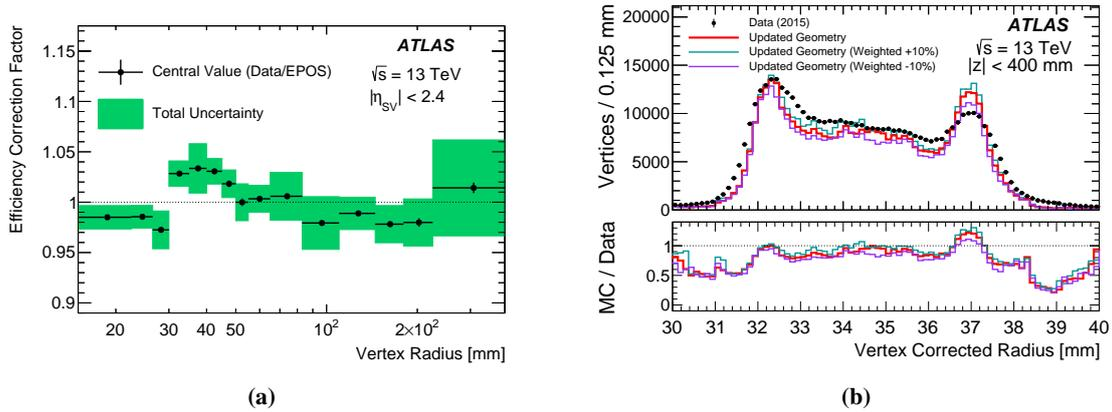 Efficiency Correction Factor
1.15
1.1
1.05
1
0.95
0.9
ATLAS
Central Value (Data/EPOS)
√s = 13 TeV
|η_SV| < 2.4
Total Uncertainty
20 30 40 50 10² 2×10²
Vertex Radius [mm]
(a)
Vertices / 0.125 mm
20000
15000
10000
5000
0
Data (2015)
Updated Geometry
Updated Geometry (Weighted +10%)
Updated Geometry (Weighted -10%)
ATLAS
√s = 13 TeV
|z| < 400 mm
MC / Data
1
0.5
0
30 31 32 33 34 35 36 37 38 39 40
Vertex Corrected Radius [mm]
(b)